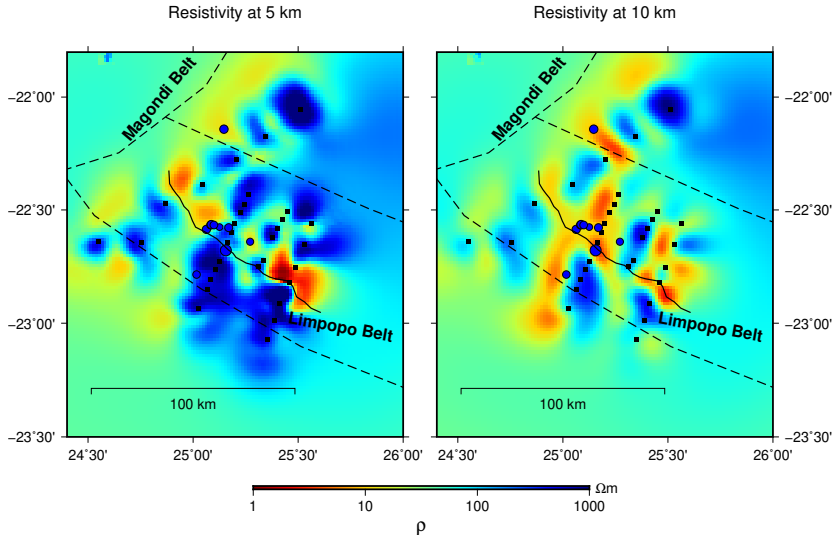 Resistivity at 5 km
Resistivity at 10 km
Magondi Belt
Magondi Belt
−22˚00'
−22˚00'
−22˚30'
−22˚30'
−23˚00'
−23˚00'
Limpopo Belt
Limpopo Belt
100 km
100 km
−23˚30'
−23˚30'
24˚30'
25˚00'
25˚30'
26˚00'
24˚30'
25˚00'
25˚30'
26˚00'
Ωm
1
10
100
1000
ρ